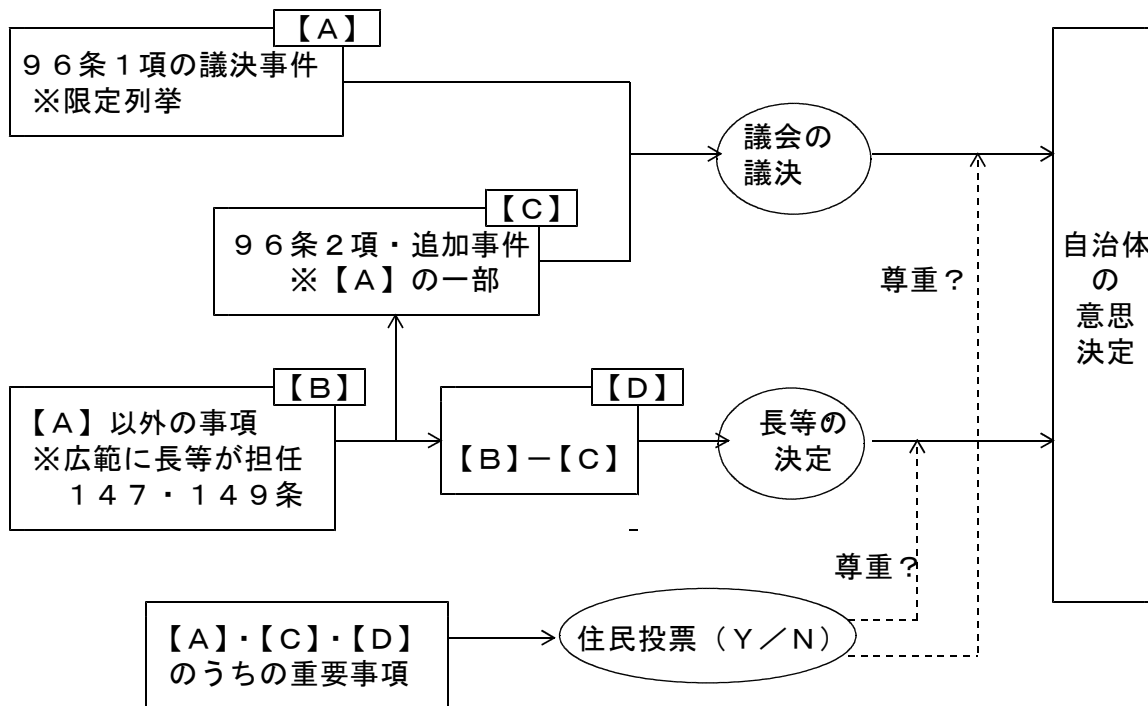 【A】
96条1項の議決事件
※限定列挙
議会の
議決
【C】
96条2項・追加事件
※【A】の一部
尊重?
自治体
の
意思
決定
【B】
【A】以外の事項
※広範に長等が担任
147・149条
【D】
【B】-【C】
長等の
決定
尊重?
【A】・【C】・【D】
のうちの重要事項
住民投票(Y/N)